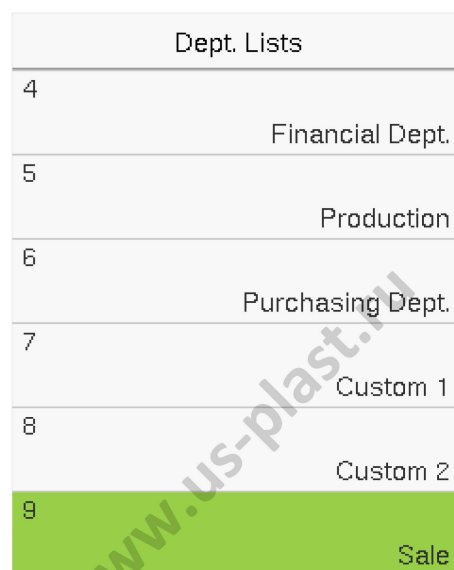 Dept. Lists
4
Financial Dept.
5
Production
6
Purchasing Dept.
7
Custom 1
8
Custom 2
9
Sale
www.us-plast.ru